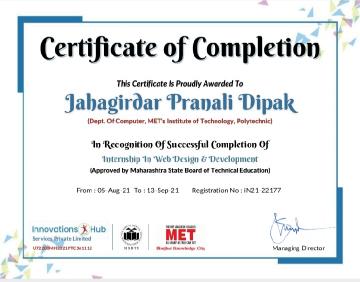 Certificate of Completion
This Certificate Is Proudly Awarded To
Jahagirdar Pranali Dipak
(Dept. Of Computer, MET's Institute of Technology, Polytechnic)
In Recognition Of Successful Completion Of
Internship In Web Design & Development
(Approved by Maharashtra State Board of Technical Education)
From : 05-Aug-21 To : 13-Sep-21 Registration No : iN21-22177
Innovations Hub
Services Private Limited
MET
Bhujbal Knowledge City
Managing Director